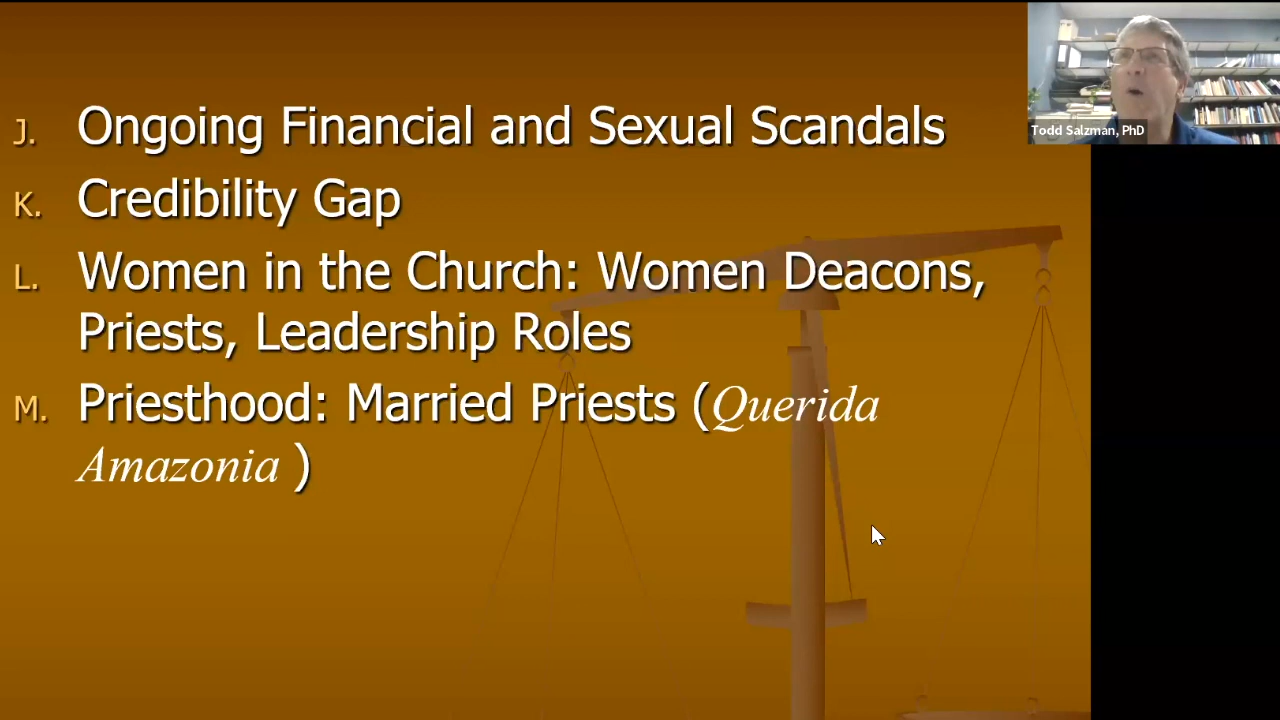 Todd Salzman, PhD
J. Ongoing Financial and Sexual Scandals
K. Credibility Gap
L. Women in the Church: Women Deacons,
Priests, Leadership Roles
M. Priesthood: Married Priests (Querida
Amazonia )